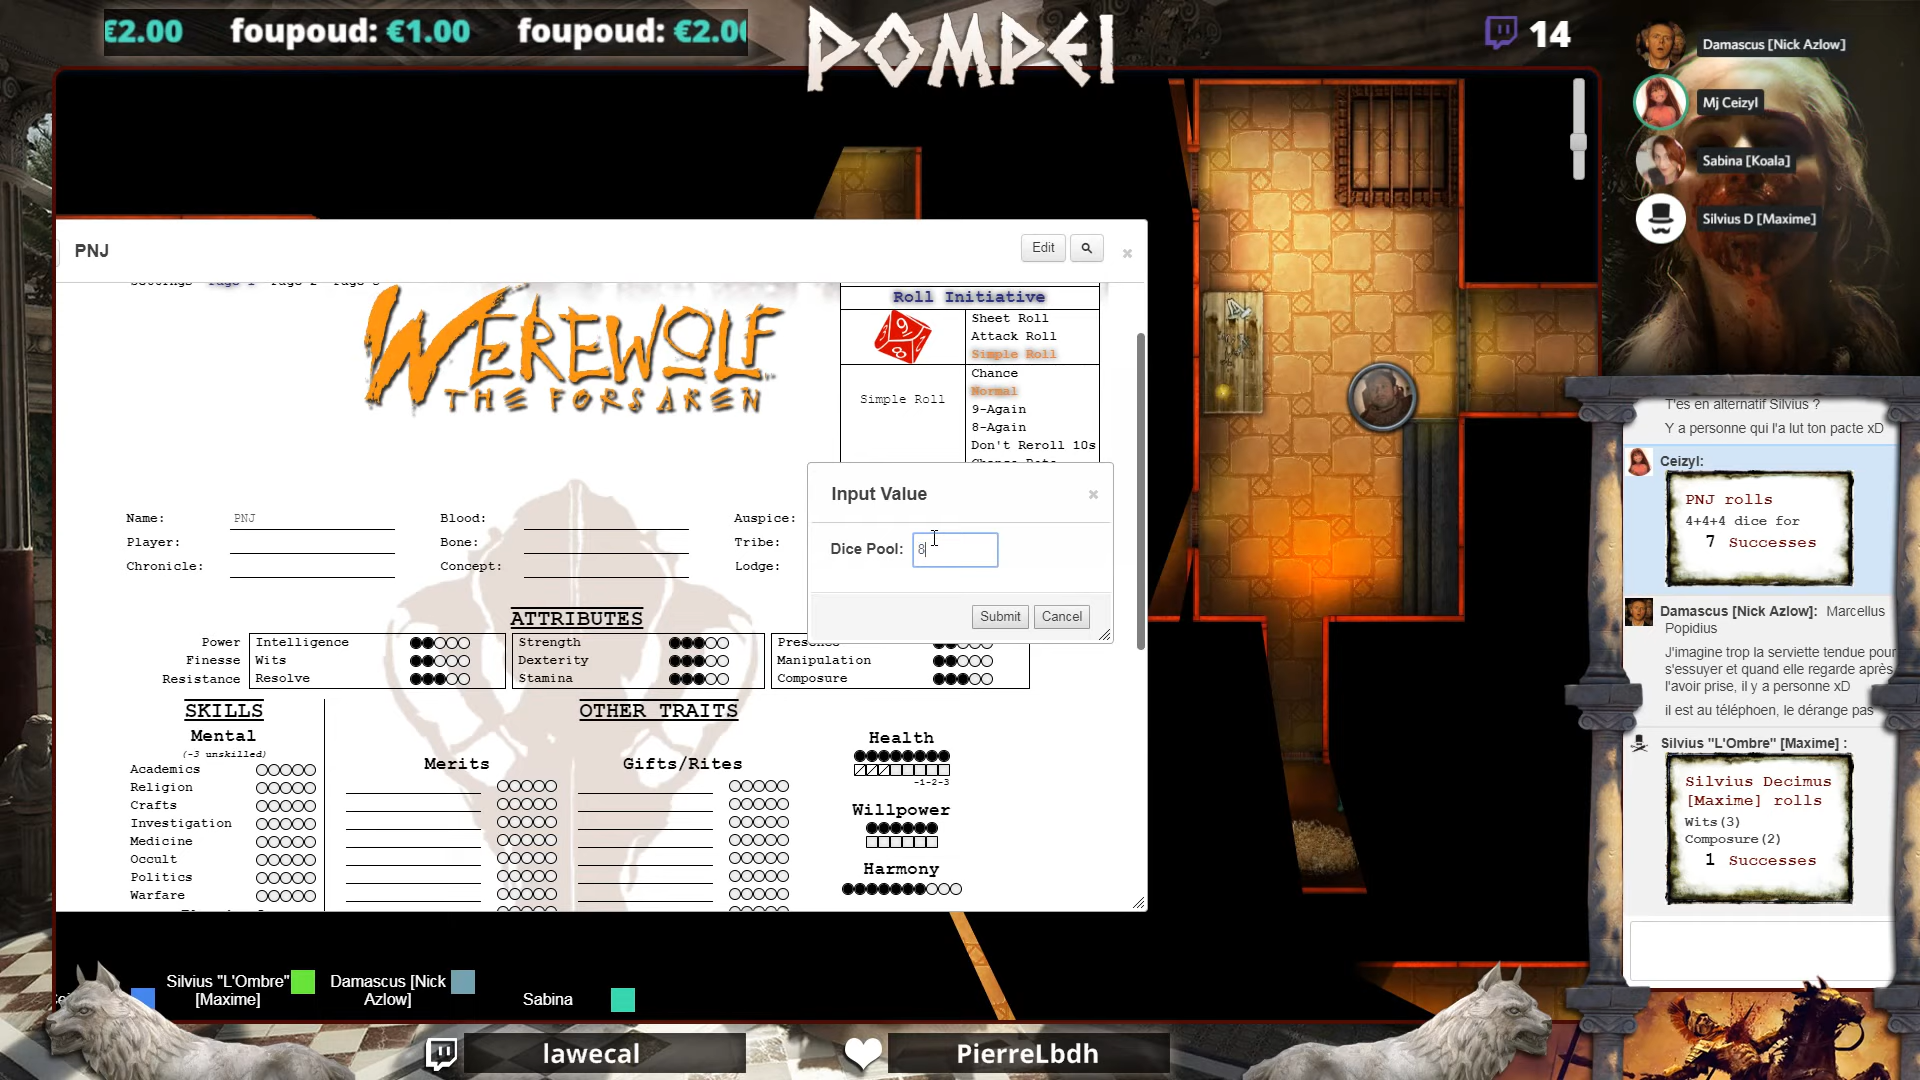 €2.00 foupoud: €1.00 foupoud: €2.00
POMPEI
14
Damascus [Nick Azlow]
Mj Ceizyl
Sabina [Koala]
Silvius D [Maxime]
PNJ
Edit
WEREWOLF
THE FORSAKEN
Roll Initiative
Sheet Roll
Attack Roll
Simple Roll
Simple Roll
Chance
Normal
9-Again
8-Again
Don't Reroll 10s
Input Value
Dice Pool: 8
Submit Cancel
Name: PNJ Blood: Auspice:
Player: Bone: Tribe:
Chronicle: Concept: Lodge:
ATTRIBUTES
Power Intelligence Strength
Finesse Wits Dexterity Manipulation
Resistance Resolve Stamina Composure
SKILLS
Mental
(-3 unskilled)
Academics
Religion
Crafts
Investigation
Medicine
Occult
Politics
Warfare
OTHER TRAITS
Merits Gifts/Rites
Health
-1-2-3
Willpower
Harmony
T'es en alternatif Silvius ?
Y a personne qui l'a lut ton pacte xD
Ceizyl:
PNJ rolls
4+4+4 dice for
7 Successes
Damascus [Nick Azlow]: Marcellus
Popidius
J'imagine trop la serviette tendue pour
s'essuyer et quand elle regarde après
l'avoir prise, il y a personne xD
il est au téléphoen, le dérange pas
Silvius "L'Ombre" [Maxime] :
Silvius Decimus
[Maxime] rolls
Wits(3)
Composure(2)
1 Successes
Silvius "L'Ombre"
[Maxime]
Damascus [Nick
Azlow]
Sabina
lawecal
PierreLbdh